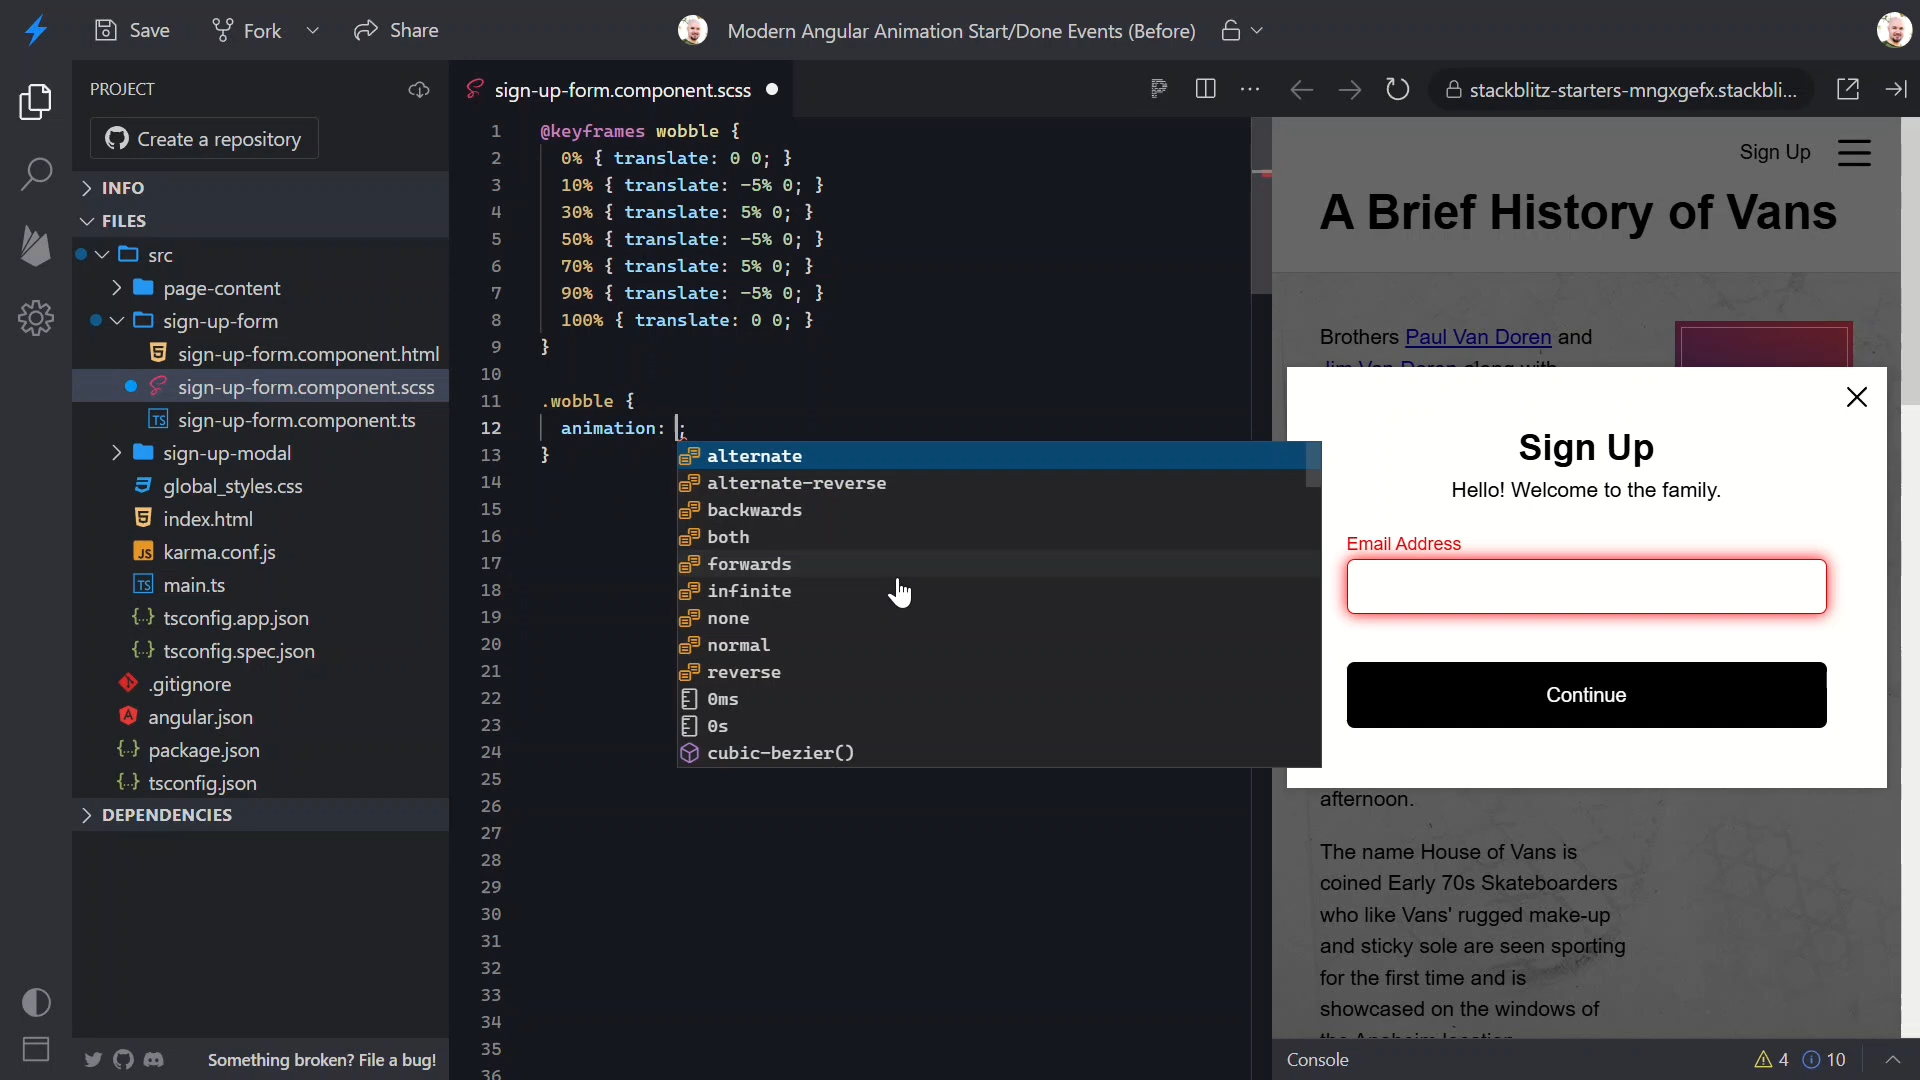 Save
Fork
Share
Modern Angular Animation Start/Done Events (Before)
PROJECT
Create a repository
INFO
FILES
src
page-content
sign-up-form
sign-up-form.component.html
sign-up-form.component.scss
sign-up-form.component.ts
sign-up-modal
global_styles.css
index.html
karma.conf.js
main.ts
tsconfig.app.json
tsconfig.spec.json
.gitignore
angular.json
package.json
tsconfig.json
DEPENDENCIES
Something broken? File a bug!
sign-up-form.component.scss
1 @keyframes wobble {
2 0% { translate: 0 0; }
3 10% { translate: -5% 0; }
4 30% { translate: 5% 0; }
5 50% { translate: -5% 0; }
6 70% { translate: 5% 0; }
7 90% { translate: -5% 0; }
8 100% { translate: 0 0; }
9 }
10
11 .wobble {
12 animation: ;
13 }
14
15
16
17
18
19
20
21
22
23
24
25
26
27
28
29
30
31
32
33
34
35
36
alternate
alternate-reverse
backwards
both
forwards
infinite
none
normal
reverse
0ms
0s
cubic-bezier()
stackblitz-starters-mngxgefx.stackbli...
Sign Up
A Brief History of Vans
Brothers Paul Van Doren and
Jim Van Doren along with
Sign Up
Hello! Welcome to the family.
Email Address
Continue
afternoon.
The name House of Vans is
coined Early 70s Skateboarders
who like Vans' rugged make-up
and sticky sole are seen sporting
for the first time and is
showcased on the windows of
the Anaheim location
Console
4
10